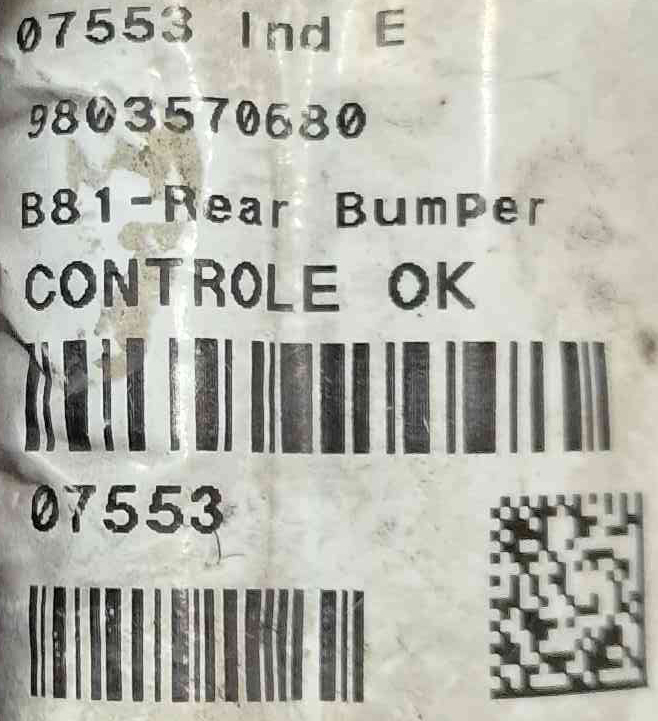 07553 Ind E
9803570680
B81-Rear Bumper
CONTROLE OK
07553